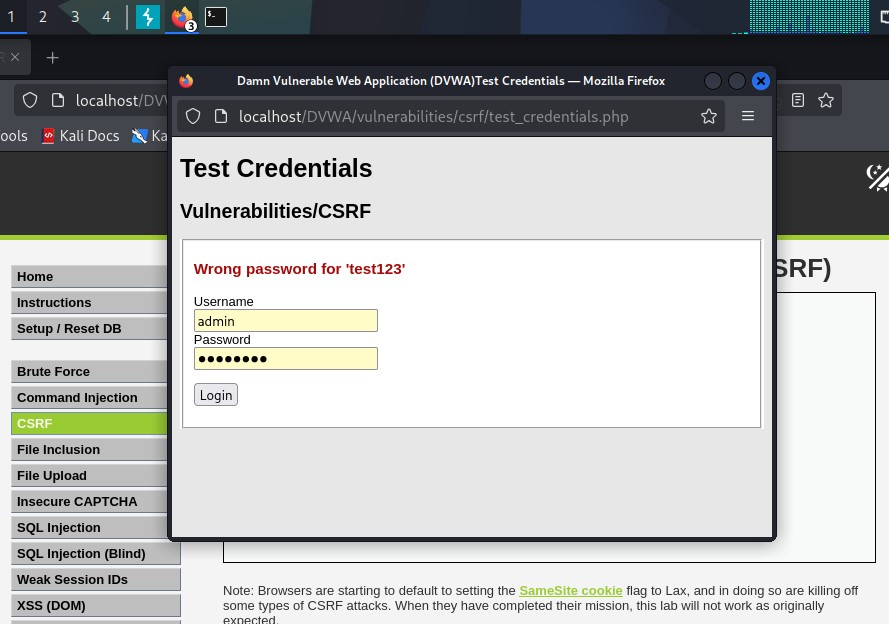 1 2 3 4 3
Damn Vulnerable Web Application (DVWA)Test Credentials — Mozilla Firefox
localhost/DV
localhost/DVWA/vulnerabilities/csrf/test_credentials.php
ools Kali Docs Ka
Test Credentials
Vulnerabilities/CSRF
Wrong password for 'test123'
Username
admin
Password
●●●●●●●●
Login
SRF)
Home
Instructions
Setup / Reset DB
Brute Force
Command Injection
CSRF
File Inclusion
File Upload
Insecure CAPTCHA
SQL Injection
SQL Injection (Blind)
Weak Session IDs
XSS (DOM)
Note: Browsers are starting to default to setting the SameSite cookie flag to Lax, and in doing so are killing off
some types of CSRF attacks. When they have completed their mission, this lab will not work as originally
expected.